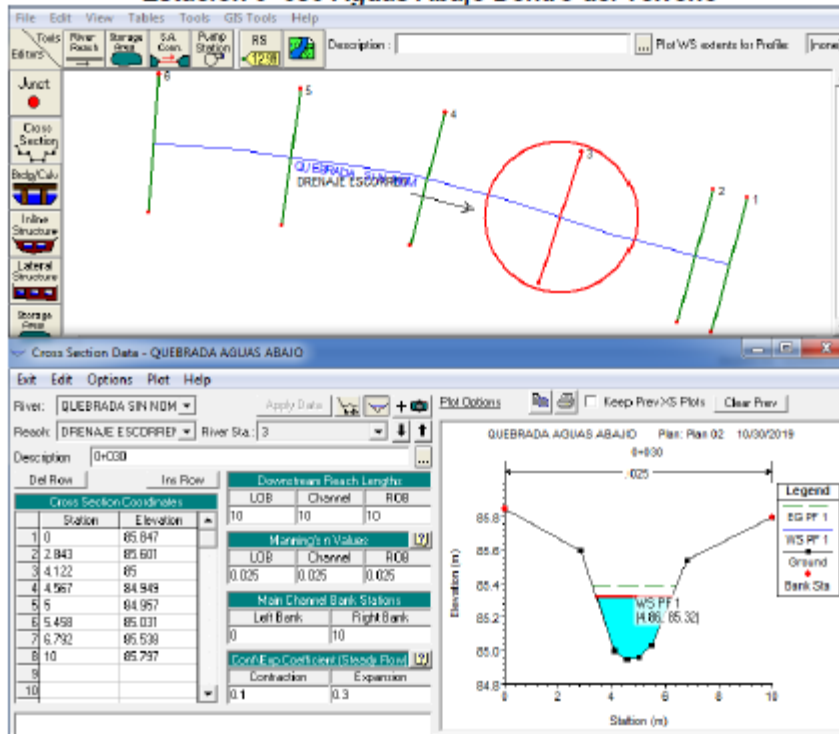 File Edit View Tables Tools GIS Tools Help
Tools
Editors
River Reach
Storage Area
S.A. Conn.
Pump Station
RS
Description :
...
Plot WS extents for Profile:
(none
Junct
Cross Section
Brdg/Culv
Inline Structure
Lateral Structure
Storage Area
6
5
4
3
2
1
QUEBRADA SIN NOM
DRENAJE ESCORREN
Cross Section Data - QUEBRADA AGUAS ABAJO
Exit Edit Options Plot Help
River: QUEBRADA SIN NOM
Apply Data
Plot Options
Keep Prev XS Plots
Clear Prev
Reach: DRENAJE ESCORREN
River Sta.: 3
Description 0+030
...
Del Row
Ins Row
Cross Section Coordinates
Station Elevation
1 0 85.847
2 2.843 85.601
3 4.122 85
4 4.567 84.949
5 5 84.957
6 5.458 85.031
7 6.792 85.538
8 10 85.797
9
10
Downstream Reach Lengths
LOB Channel ROB
10 10 10
Manning's n Values
LOB Channel ROB
0.025 0.025 0.025
Main Channel Bank Stations
Left Bank Right Bank
0 10
Cont\Exp Coefficient (Steady Flow)
Contraction Expansion
0.1 0.3
QUEBRADA AGUAS ABAJO Plan: Plan 02 10/30/2019
0+030
.025
Legend
EG PF 1
WS PF 1
Ground
Bank Sta
WS PF 1
(4.86, 85.32)
Elevation (m)
85.8
85.6
85.4
85.2
85.0
84.8
0 2 4 6 8 10
Station (m)